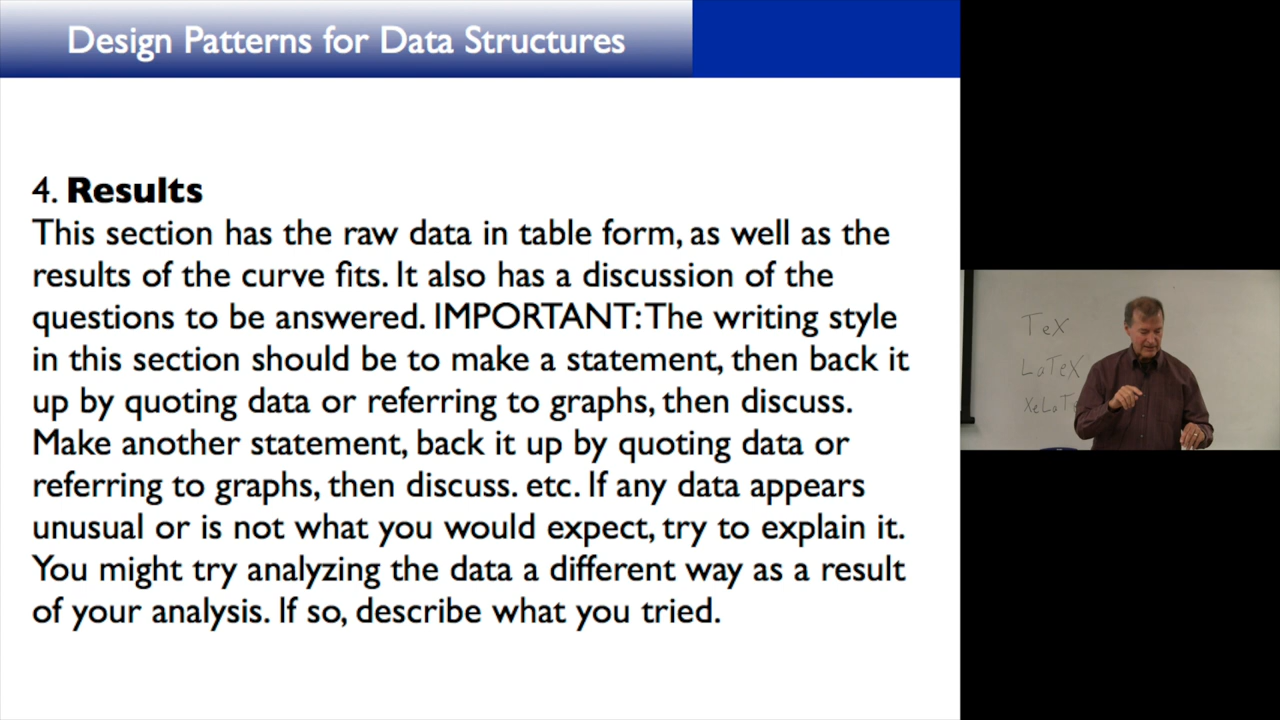 Design Patterns for Data Structures
4. Results
This section has the raw data in table form, as well as the
results of the curve fits. It also has a discussion of the
questions to be answered. IMPORTANT: The writing style
in this section should be to make a statement, then back it
up by quoting data or referring to graphs, then discuss.
Make another statement, back it up by quoting data or
referring to graphs, then discuss. etc. If any data appears
unusual or is not what you would expect, try to explain it.
You might try analyzing the data a different way as a result
of your analysis. If so, describe what you tried.
TeX
LaTeX
XeLaTe